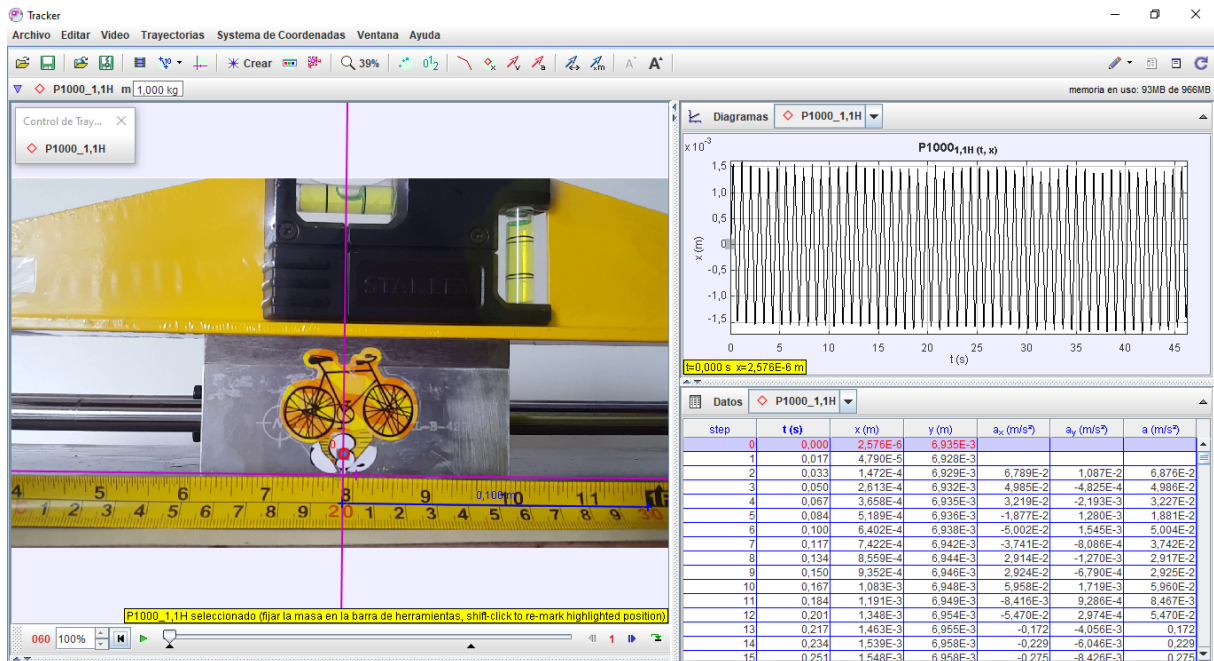 Tracker
Archivo Editar Video Trayectorias Sistema de Coordenadas Ventana Ayuda
Crear 39%
P1000_1,1H m 1,000 kg memoria en uso: 93MB de 966MB
Control de Tray...
P1000_1,1H
STANLEY
4 5 6 7 8 9 10 11
0,100 m
1 2 3 4 5 6 7 8 9 20 1 2 3 4 5 6 7 8 9 30
P1000_1,1H seleccionado (fijar la masa en la barra de herramientas, shift-click to re-mark highlighted position)
060 100% 1
Diagramas P1000_1,1H
x 10-3
P10001,1H (t, x)
1,5
1,0
0,5
0
-0,5
-1,0
-1,5
x (m)
0 5 10 15 20 25 30 35 40 45
t (s)
t=0,000 s x=2,576E-6 m
Datos P1000_1,1H
step t (s) x (m) y (m) ax (m/s²) ay (m/s²) a (m/s²)
0 0,000 2,576E-6 6,935E-3
1 0,017 4,790E-5 6,928E-3
2 0,033 1,472E-4 6,929E-3 6,789E-2 1,087E-2 6,876E-2
3 0,050 2,613E-4 6,932E-3 4,985E-2 -4,825E-4 4,986E-2
4 0,067 3,658E-4 6,935E-3 3,219E-2 -2,193E-3 3,227E-2
5 0,084 5,189E-4 6,936E-3 -1,877E-2 1,280E-3 1,881E-2
6 0,100 6,402E-4 6,938E-3 -5,002E-2 1,545E-3 5,004E-2
7 0,117 7,422E-4 6,942E-3 -3,741E-2 -8,086E-4 3,742E-2
8 0,134 8,559E-4 6,944E-3 2,914E-2 -1,270E-3 2,917E-2
9 0,150 9,352E-4 6,946E-3 2,924E-2 -6,790E-4 2,925E-2
10 0,167 1,083E-3 6,948E-3 5,958E-2 1,719E-3 5,960E-2
11 0,184 1,191E-3 6,949E-3 -8,416E-3 9,286E-4 8,467E-3
12 0,201 1,348E-3 6,954E-3 -5,470E-2 2,974E-4 5,470E-2
13 0,217 1,463E-3 6,955E-3 -0,172 -4,056E-3 0,172
14 0,234 1,539E-3 6,958E-3 -0,229 -6,046E-3 0,229
15 0,251 1,548E-3 6,958E-3 -0,275 -8,426E-3 0,275